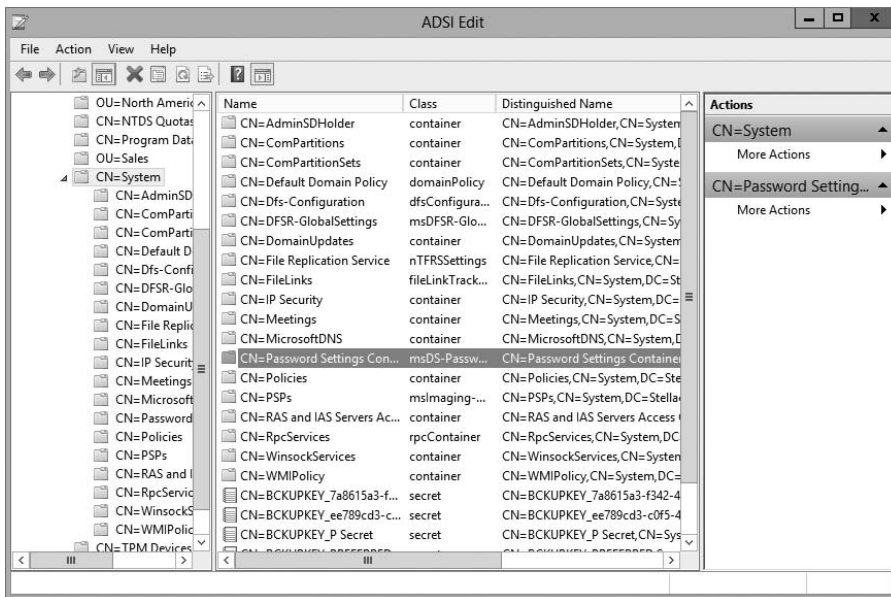 ADSI Edit
File Action View Help
OU=North Americ
CN=NTDS Quotas
CN=Program Data
OU=Sales
CN=System
CN=AdminSD
CN=ComParti
CN=ComParti
CN=Default D
CN=Dfs-Confi
CN=DFSR-Glo
CN=DomainU
CN=File Replic
CN=FileLinks
CN=IP Securit
CN=Meetings
CN=Microsoft
CN=Password
CN=Policies
CN=PSPs
CN=RAS and I
CN=RpcServic
CN=WinsockS
CN=WMIPolic
CN=TPM Devices
Name Class Distinguished Name
CN=AdminSDHolder container CN=AdminSDHolder,CN=System
CN=ComPartitions container CN=ComPartitions,CN=System,D
CN=ComPartitionSets container CN=ComPartitionSets,CN=Syste
CN=Default Domain Policy domainPolicy CN=Default Domain Policy,CN=S
CN=Dfs-Configuration dfsConfigura... CN=Dfs-Configuration,CN=Syste
CN=DFSR-GlobalSettings msDFSR-Glo... CN=DFSR-GlobalSettings,CN=Sy
CN=DomainUpdates container CN=DomainUpdates,CN=System
CN=File Replication Service nTFRSSettings CN=File Replication Service,CN=
CN=FileLinks fileLinkTrack... CN=FileLinks,CN=System,DC=St
CN=IP Security container CN=IP Security,CN=System,DC=
CN=Meetings container CN=Meetings,CN=System,DC=S
CN=MicrosoftDNS container CN=MicrosoftDNS,CN=System,D
CN=Password Settings Con... msDS-Passw... CN=Password Settings Container
CN=Policies container CN=Policies,CN=System,DC=Ste
CN=PSPs msImaging-... CN=PSPs,CN=System,DC=Stella
CN=RAS and IAS Servers Ac... container CN=RAS and IAS Servers Access
CN=RpcServices rpcContainer CN=RpcServices,CN=System,DC
CN=WinsockServices container CN=WinsockServices,CN=System
CN=WMIPolicy container CN=WMIPolicy,CN=System,DC=
CN=BCKUPKEY_7a8615a3-f... secret CN=BCKUPKEY_7a8615a3-f342-4
CN=BCKUPKEY_ee789cd3-c... secret CN=BCKUPKEY_ee789cd3-c0f5-4
CN=BCKUPKEY_P Secret secret CN=BCKUPKEY_P Secret,CN=Sys
Actions
CN=System
More Actions
CN=Password Setting...
More Actions